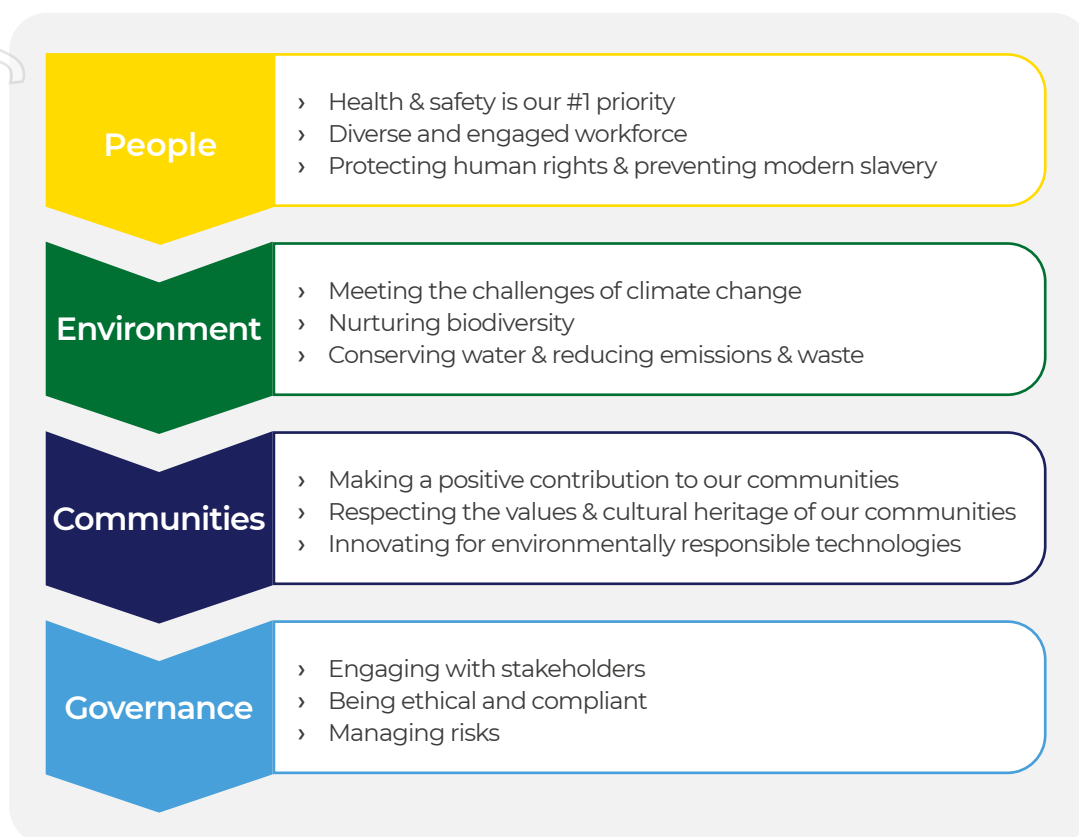 People
› Health & safety is our #1 priority
› Diverse and engaged workforce
› Protecting human rights & preventing modern slavery
Environment
› Meeting the challenges of climate change
› Nurturing biodiversity
› Conserving water & reducing emissions & waste
Communities
› Making a positive contribution to our communities
› Respecting the values & cultural heritage of our communities
› Innovating for environmentally responsible technologies
Governance
› Engaging with stakeholders
› Being ethical and compliant
› Managing risks